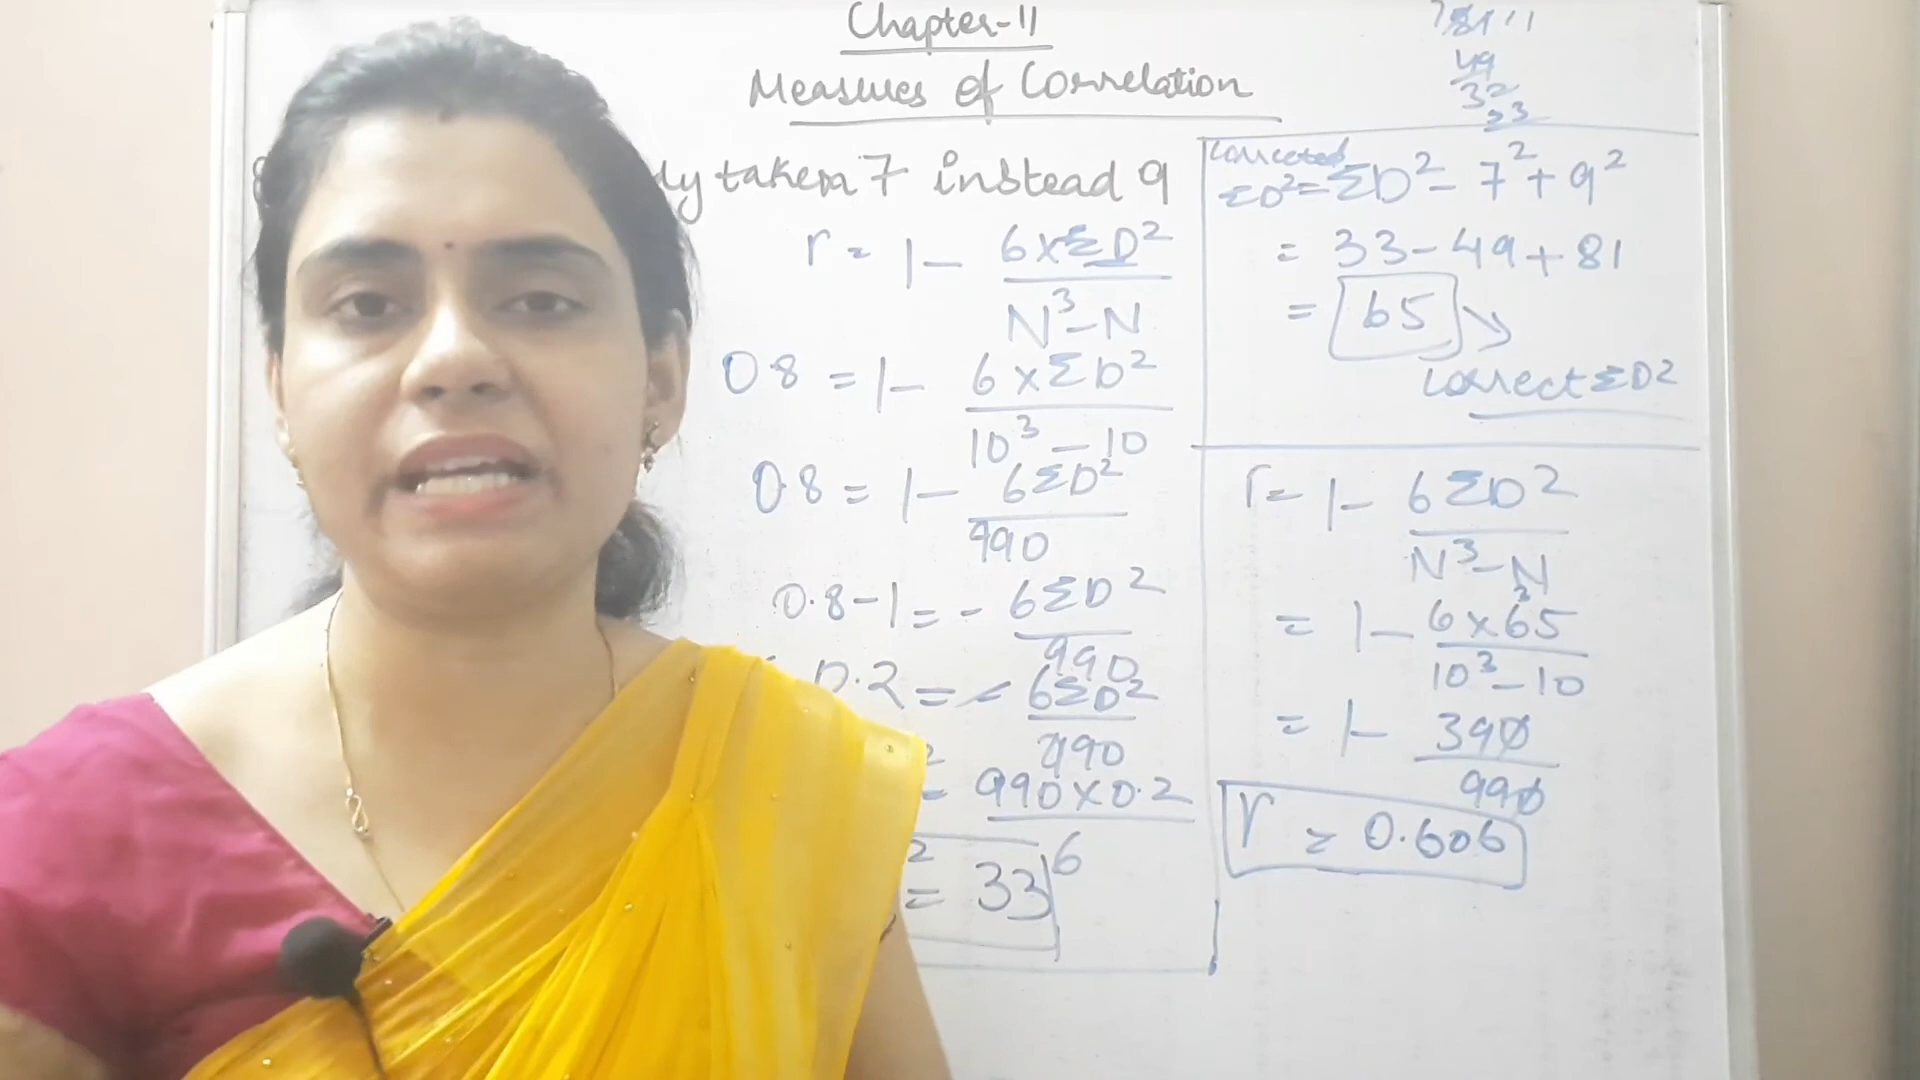 Chapter-11
Measures of Correlation
taken 7 instead 9
r = 1 - 6×ΣD² / N³-N
0.8 = 1 - 6×ΣD² / 10³-10
0.8 = 1 - 6ΣD² / 990
0.8-1 = - 6ΣD² / 990
0.2 = - 6ΣD² / 990
= 990×0.2 / 6
2 = 33
49
32
Corrected
ΣD² = ΣD² - 7² + 9²
= 33 - 49 + 81
= 65
Correct ΣD2
r = 1 - 6ΣD2 / N³-N
= 1 - 6×65 / 10³-10
= 1 - 390 / 990
r = 0.606